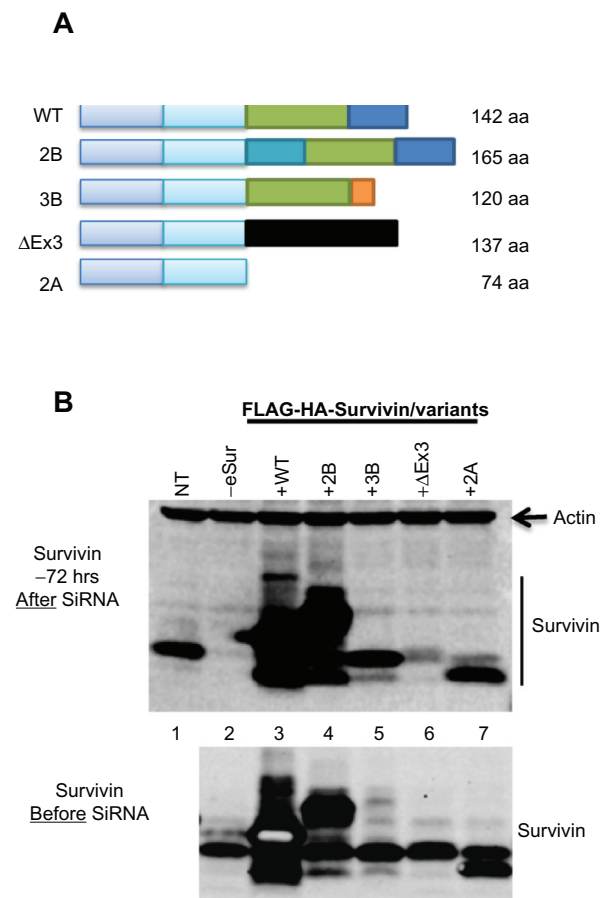 A
WT 142 aa
2B 165 aa
3B 120 aa
ΔEx3 137 aa
2A 74 aa
B
FLAG-HA-Survivin/variants
NT –eSur +WT +2B +3B +ΔEx3 +2A
Actin
Survivin
–72 hrs
After SiRNA
Survivin
1 2 3 4 5 6 7
Survivin
Before SiRNA
Survivin